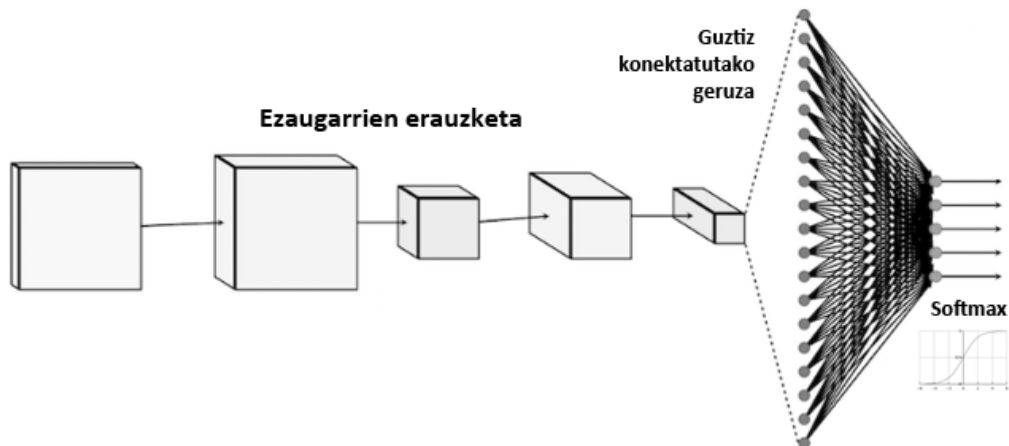 Guztiz
konektatutako
geruza
Ezaugarrien erauzketa
Softmax